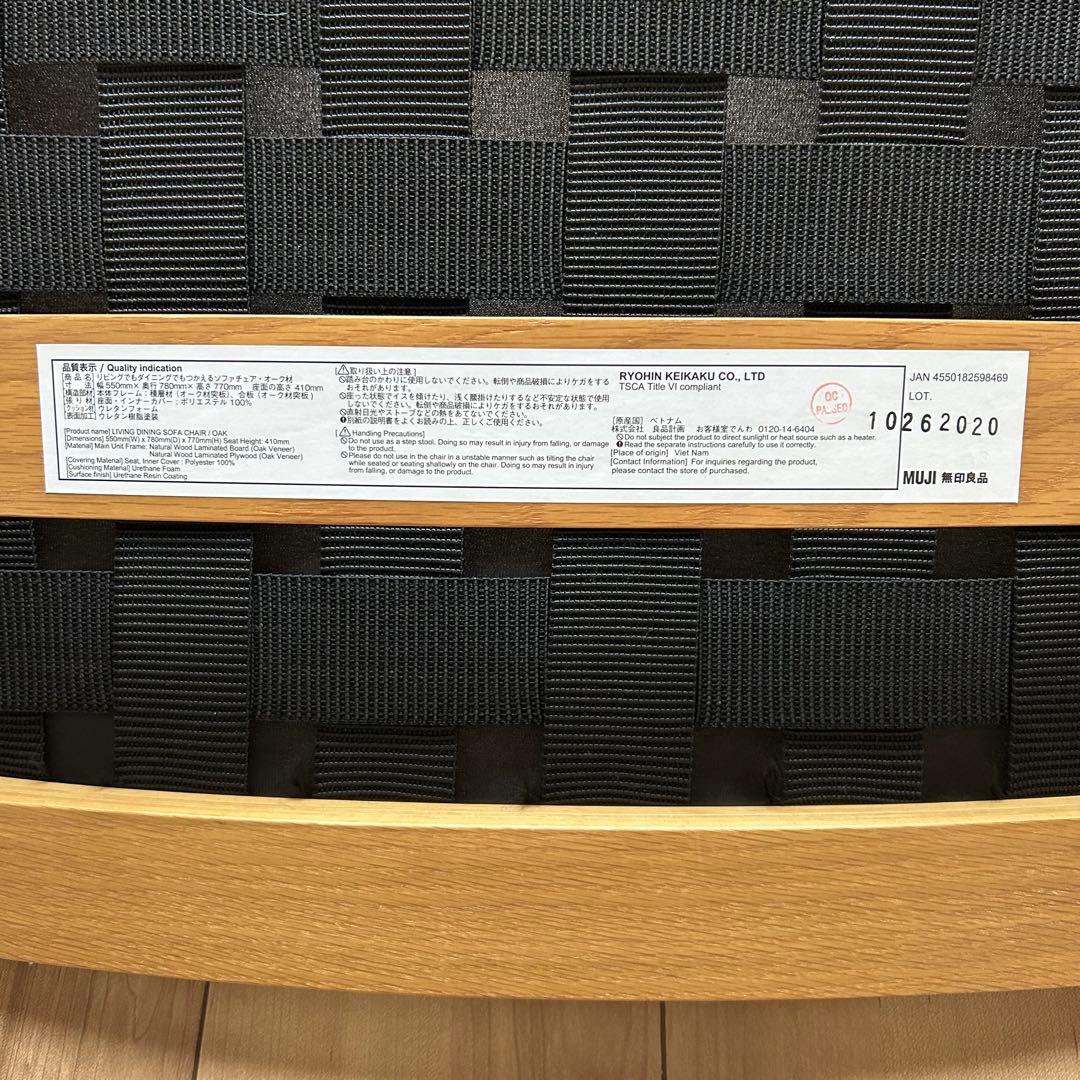 品質表示 / Quality indication
商品名 リビングでもダイニングでもつかえるソファチェア・オーク材
寸法 幅550mm×奥行780mm×高さ770mm 座面の高さ410mm
構造部材 本体フレーム：積層材（オーク材突板）、合板（オーク材突板）
張り材 座面・インナーカバー：ポリエステル 100%
クッション材 ウレタンフォーム
表面加工 ウレタン樹脂塗装
[Product name] LIVING DINING SOFA CHAIR / OAK
[Dimensions] 550mm(W) x 780mm(D) x 770mm(H) Seat Height: 410mm
[Material] Main Unit Frame: Natural Wood Laminated Board (Oak Veneer)
Natural Wood Laminated Plywood (Oak Veneer)
[Covering Material] Seat, Inner Cover : Polyester 100%
[Cushioning Material] Urethane Foam
[Surface finish] Urethane Resin Coating
[取り扱い上の注意]
踏み台のかわりに使用しないでください。転倒や商品破損によりケガをする
おそれがあります。
座った状態でイスを傾けたり、浅く腰掛けたりするなど不安定な状態で使用
しないでください。転倒や商品破損によりケガをするおそれがあります。
直射日光やストーブなどの熱をあてないでください。
別紙の説明書をよくお読みの上、正しくご使用ください。
[Handling Precautions]
Do not use as a step stool. Doing so may result in injury from falling, or damage
to the product.
Please do not use in the chair in a unstable manner such as tilting the chair
while seated or seating shallowly on the chair. Doing so may result in injury
from falling, or damage to the product.
RYOHIN KEIKAKU CO., LTD
TSCA Title VI compliant
QC
PASSED
[原産国] ベトナム
株式会社 良品計画 お客様室でんわ 0120-14-6404
Do not subject the product to direct sunlight or heat source such as a heater.
Read the separate instructions carefully to use it correctly.
[Place of origin] Viet Nam
[Contact Information] For inquiries regarding the product,
please contact the store of purchased.
JAN 4550182598469
LOT.
10262020
MUJI 無印良品